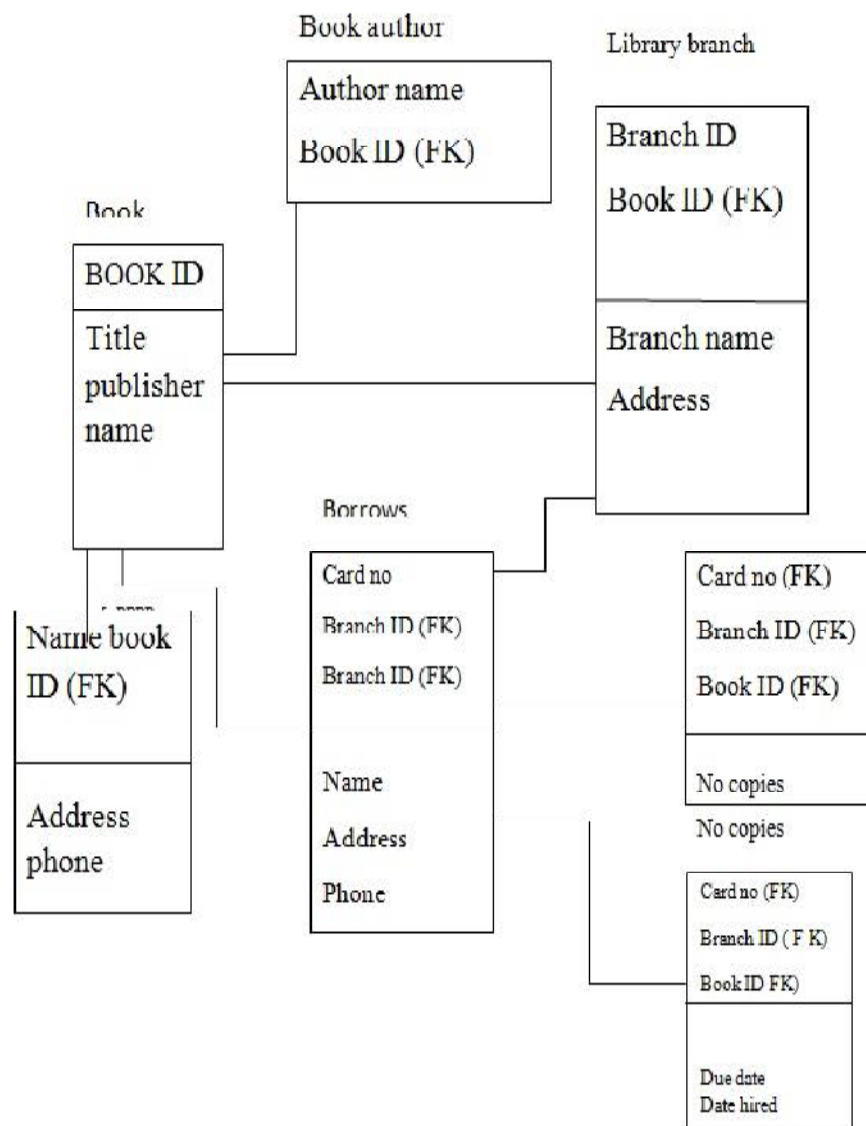 Book author
Author name
Book ID (FK)
Library branch
Branch ID
Book ID (FK)
Branch name
Address
Book
BOOK ID
Title
publisher
name
Name book
ID (FK)
Address
phone
Borrows
Card no
Branch ID (FK)
Branch ID (FK)
Name
Address
Phone
Card no (FK)
Branch ID (FK)
Book ID (FK)
No copies
No copies
Card no (FK)
Branch ID ( F K)
Book ID FK)
Due date
Date hired